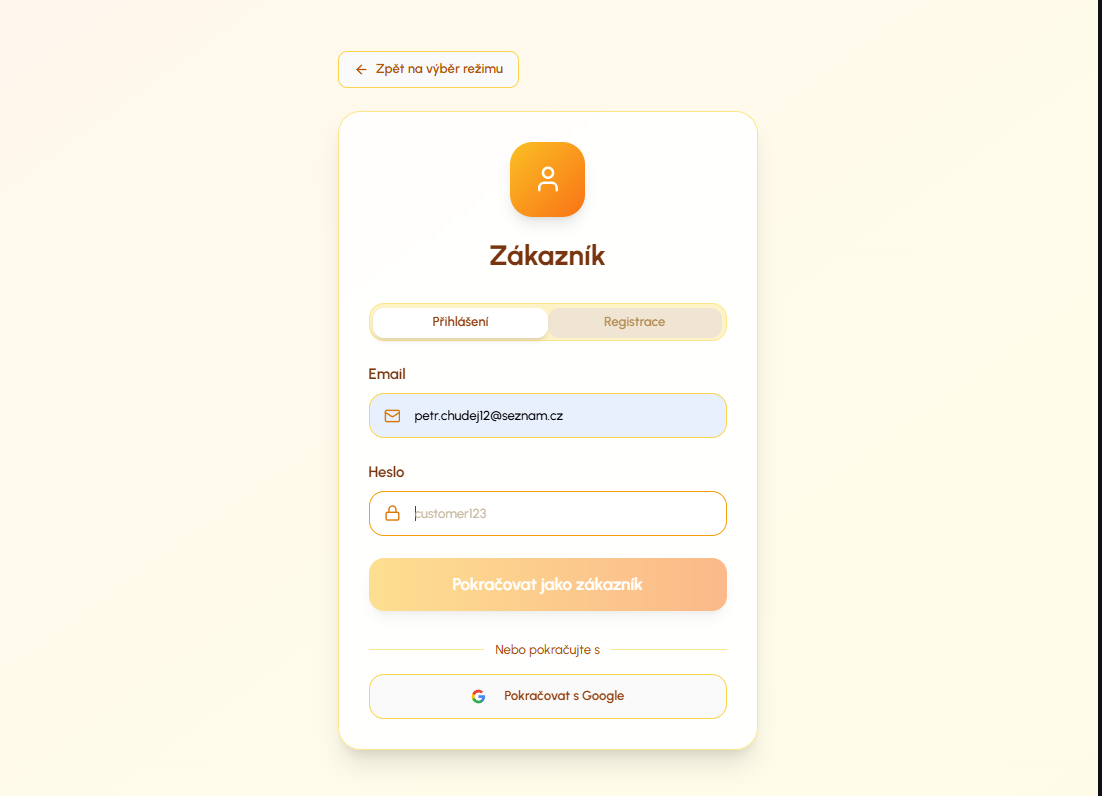 Zpět na výběr režimu
Zákazník
Přihlášení Registrace
Email
petr.chudej12@seznam.cz
Heslo
customer123
Pokračovat jako zákazník
Nebo pokračujte s
Pokračovat s Google